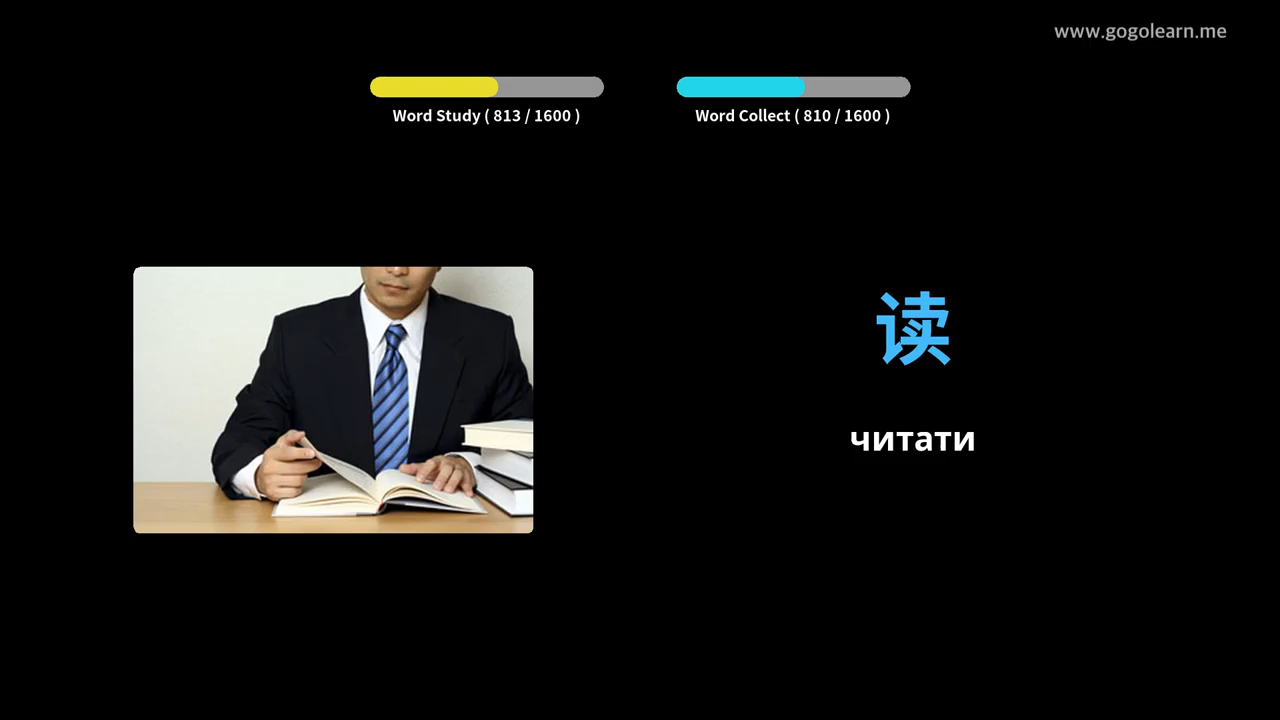 www.gogolearn.me
Word Study ( 813 / 1600 )
Word Collect ( 810 / 1600 )
读
читати